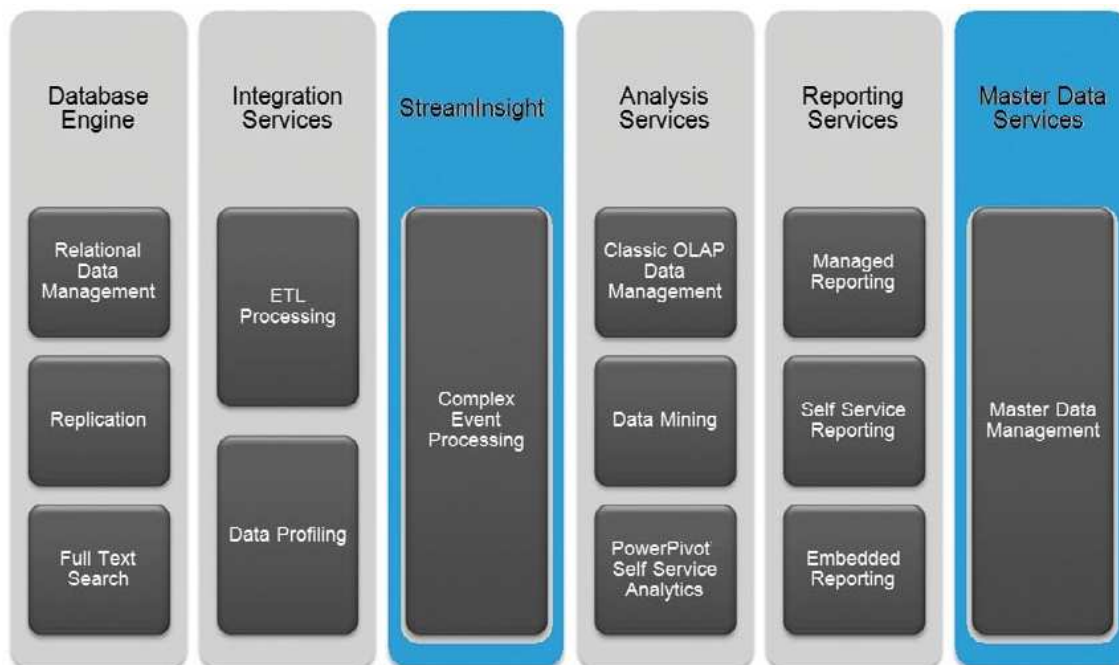 Database
Engine
Relational
Data
Management
Replication
Full Text
Search
Integration
Services
ETL
Processing
Data Profiling
StreamInsight
Complex
Event
Processing
Analysis
Services
Classic OLAP
Data
Management
Data Mining
PowerPivot
Self Service
Analytics
Reporting
Services
Managed
Reporting
Self Service
Reporting
Embedded
Reporting
Master Data
Services
Master Data
Management